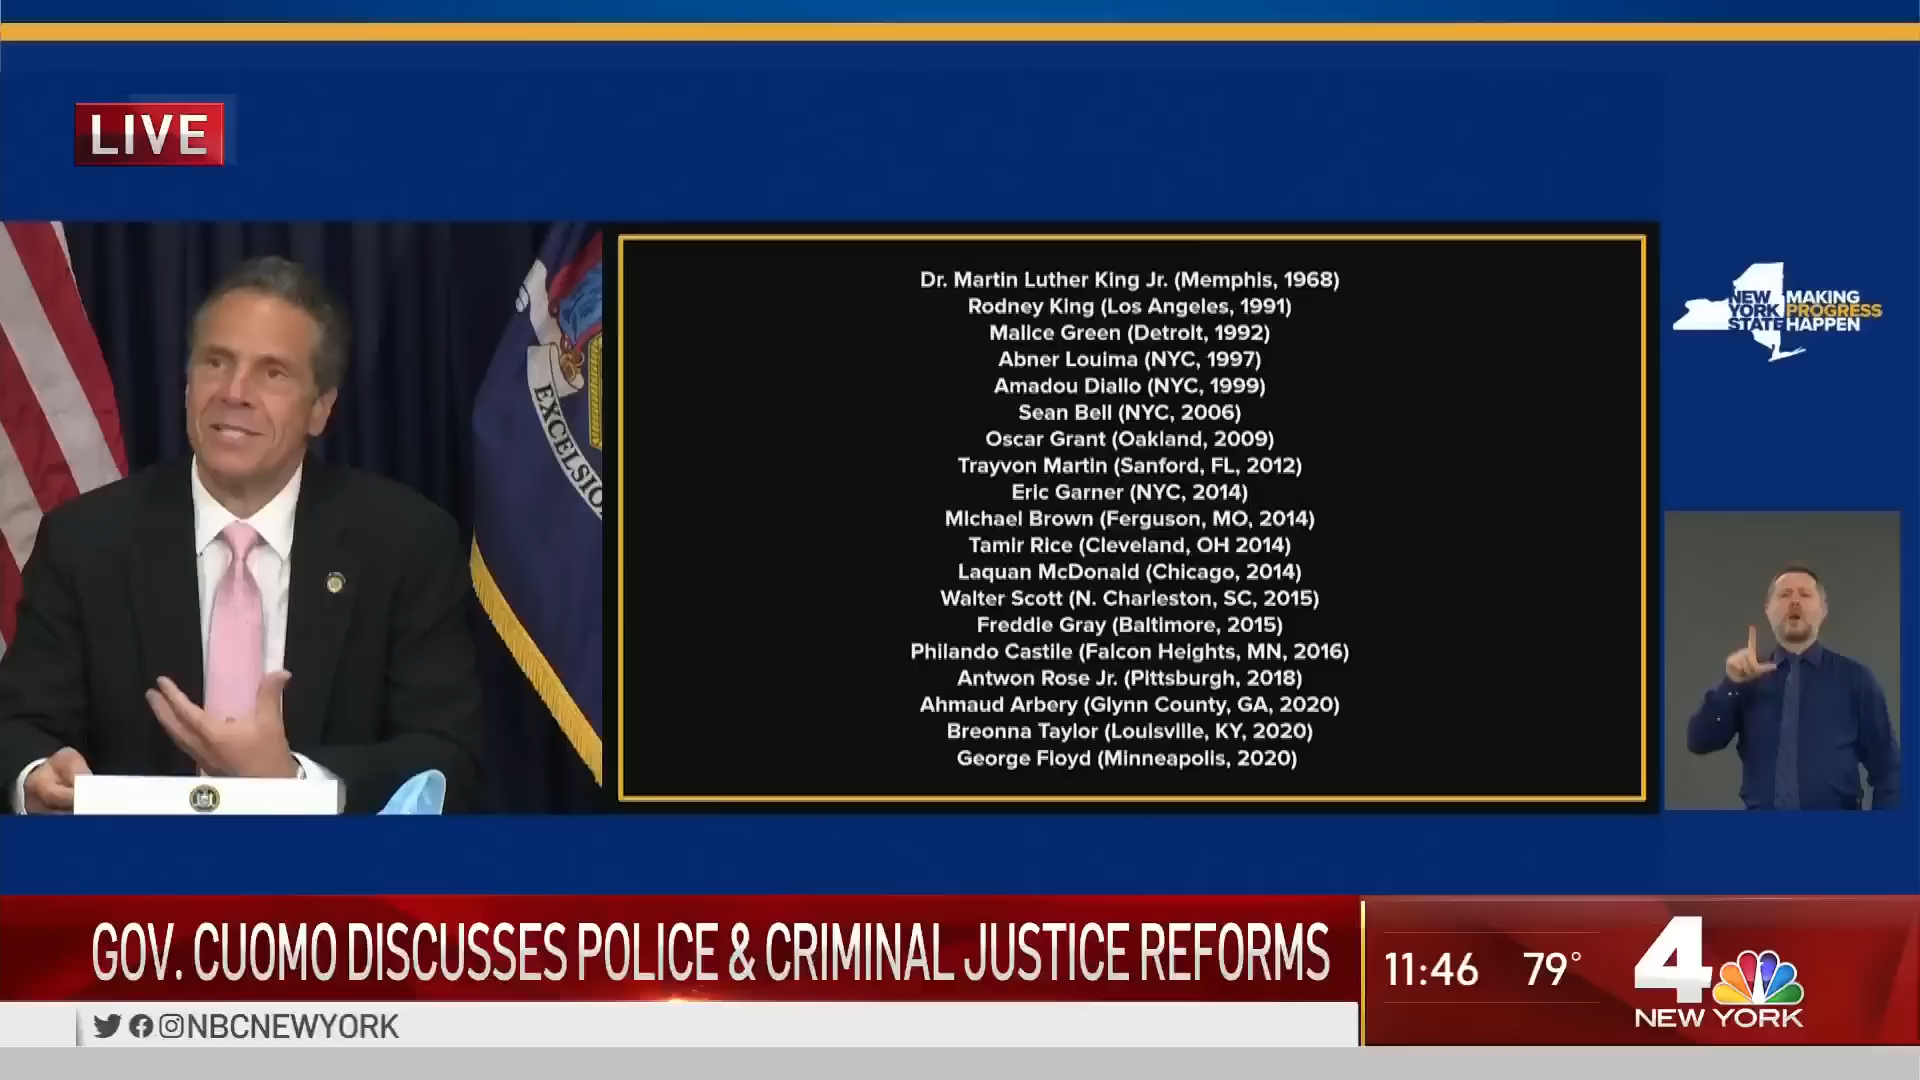 LIVE
EXCELSIO
Dr. Martin Luther King Jr. (Memphis, 1968)
Rodney King (Los Angeles, 1991)
Malice Green (Detroit, 1992)
Abner Louima (NYC, 1997)
Amadou Diallo (NYC, 1999)
Sean Bell (NYC, 2006)
Oscar Grant (Oakland, 2009)
Trayvon Martin (Sanford, FL, 2012)
Eric Garner (NYC, 2014)
Michael Brown (Ferguson, MO, 2014)
Tamir Rice (Cleveland, OH 2014)
Laquan McDonald (Chicago, 2014)
Walter Scott (N. Charleston, SC, 2015)
Freddie Gray (Baltimore, 2015)
Philando Castile (Falcon Heights, MN, 2016)
Antwon Rose Jr. (Pittsburgh, 2018)
Ahmaud Arbery (Glynn County, GA, 2020)
Breonna Taylor (Louisville, KY, 2020)
George Floyd (Minneapolis, 2020)
NEW YORK STATE
MAKING
PROGRESS
HAPPEN
GOV. CUOMO DISCUSSES POLICE & CRIMINAL JUSTICE REFORMS
11:46 79°
4
NEW YORK
NBCNEWYORK